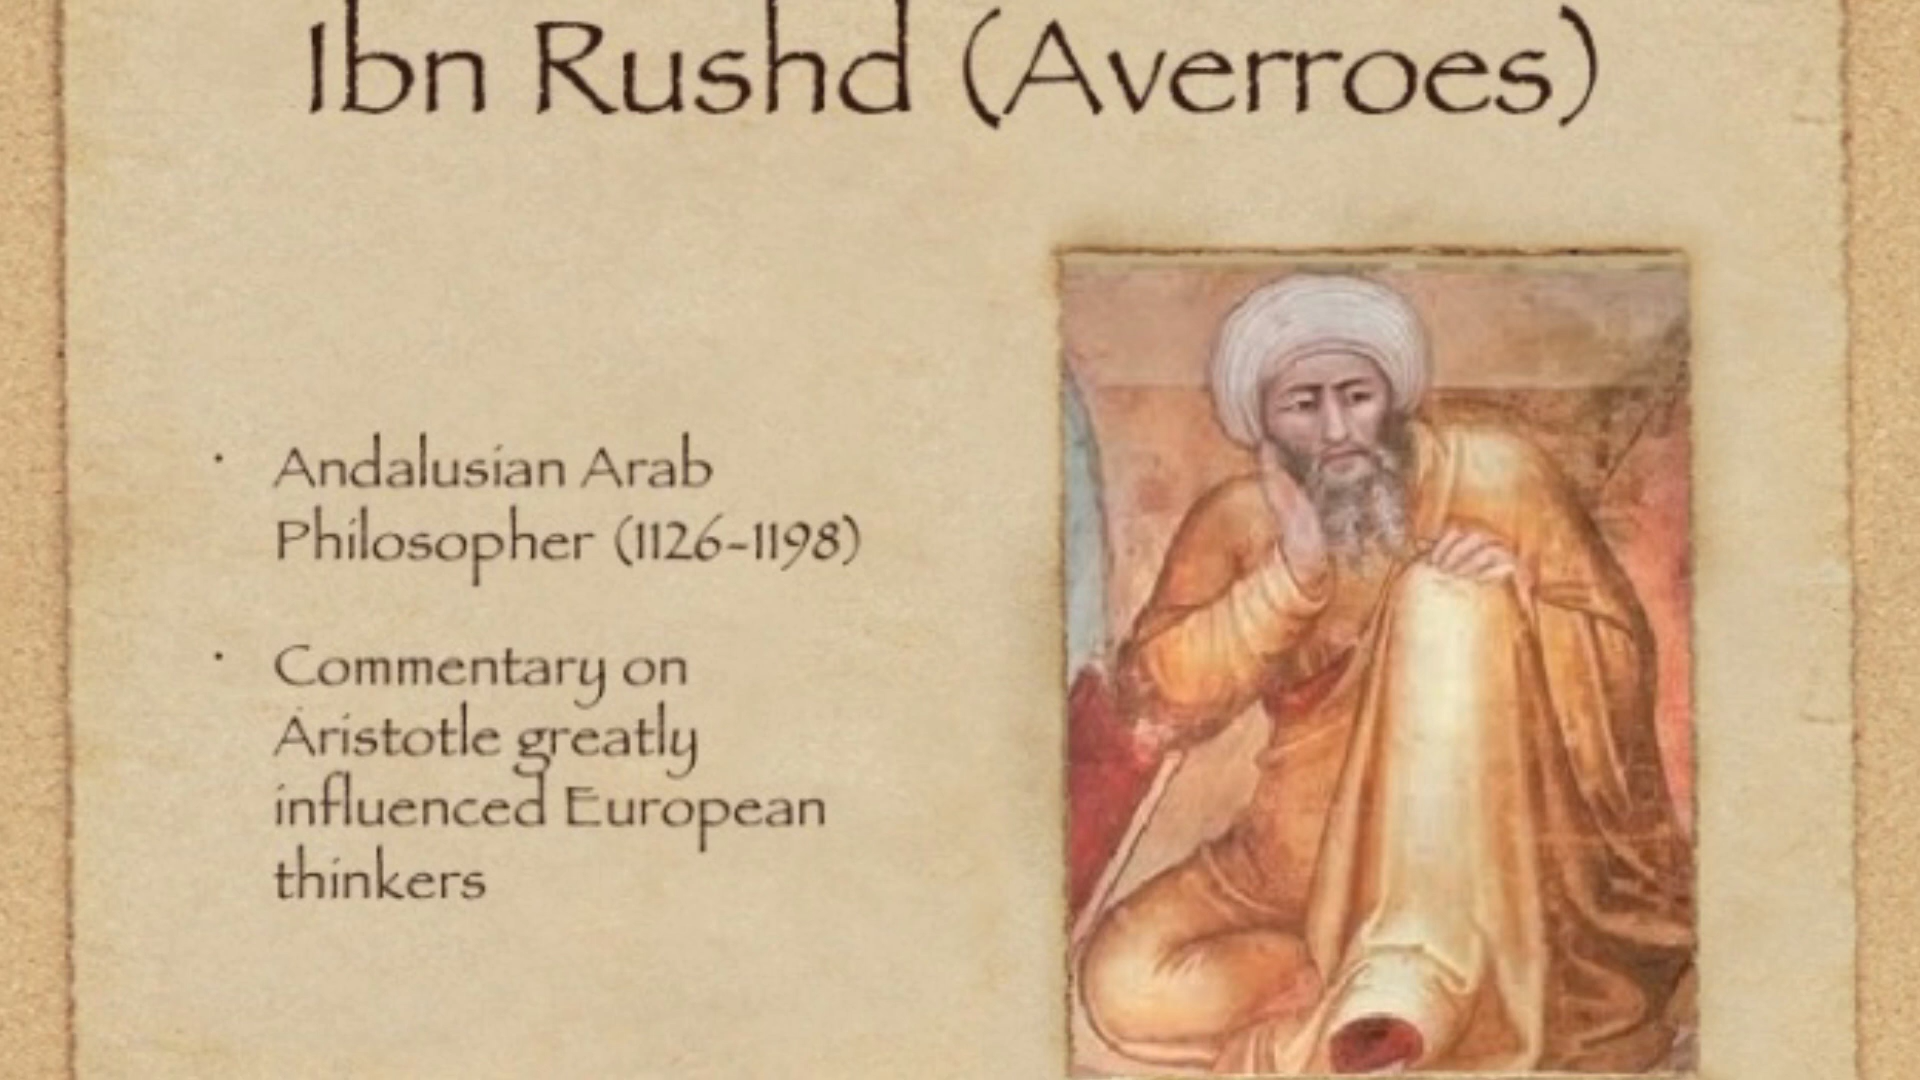 Ibn Rushd (Averroes)
· Andalusian Arab
Philosopher (1126-1198)
· Commentary on
Aristotle greatly
influenced European
thinkers